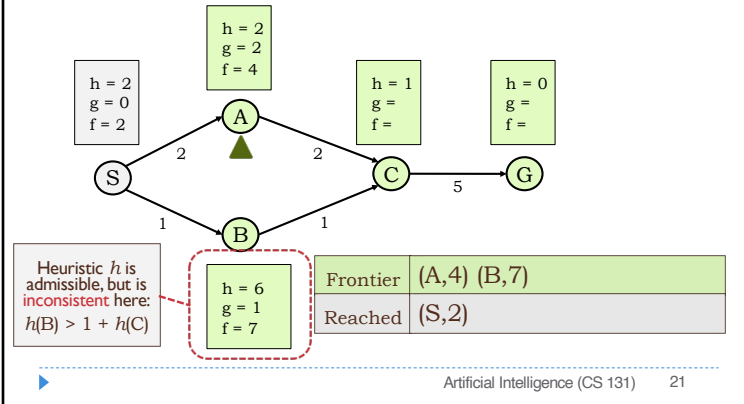 h = 2
g = 2
f = 4
h = 2
g = 0
f = 2
h = 1
g =
f =
h = 0
g =
f =
A
2
2
S
C
G
5
1
1
B
Heuristic h is
admissible, but is
inconsistent here:
h(B) > 1 + h(C)
h = 6
g = 1
f = 7
Frontier (A,4) (B,7)
Reached (S,2)
Artificial Intelligence (CS 131) 21